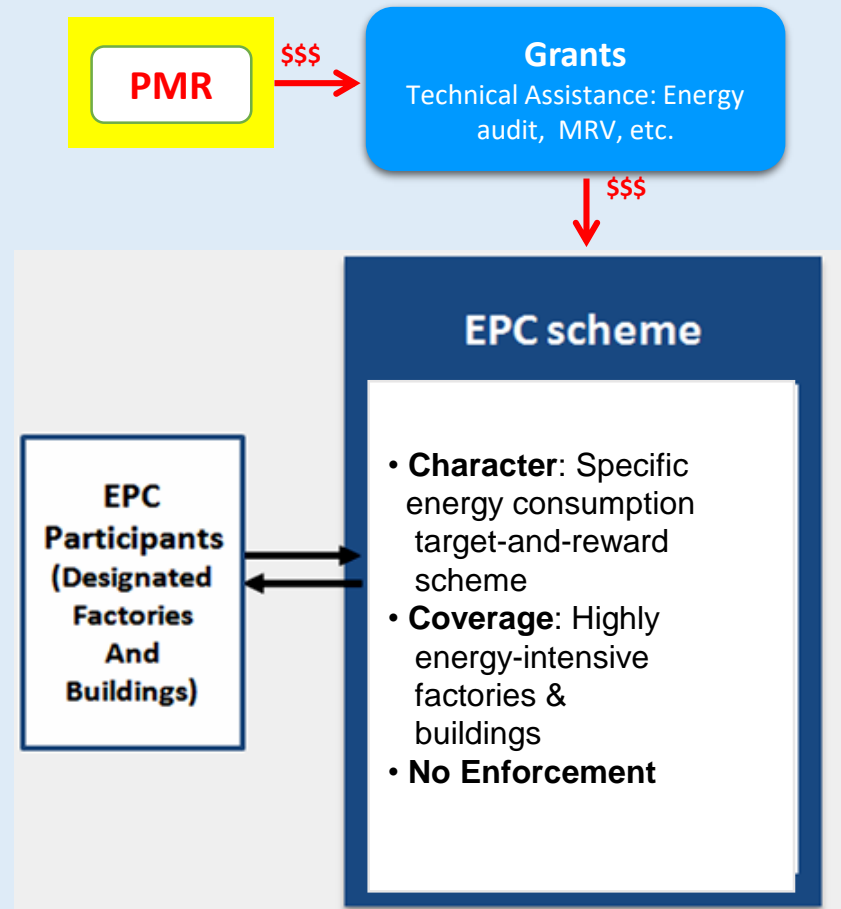 PMR
$$$
Grants
Technical Assistance: Energy
audit, MRV, etc.
$$$
EPC scheme
EPC
Participants
(Designated
Factories
And
Buildings)
• Character: Specific
energy consumption
target-and-reward
scheme
• Coverage: Highly
energy-intensive
factories &
buildings
• No Enforcement